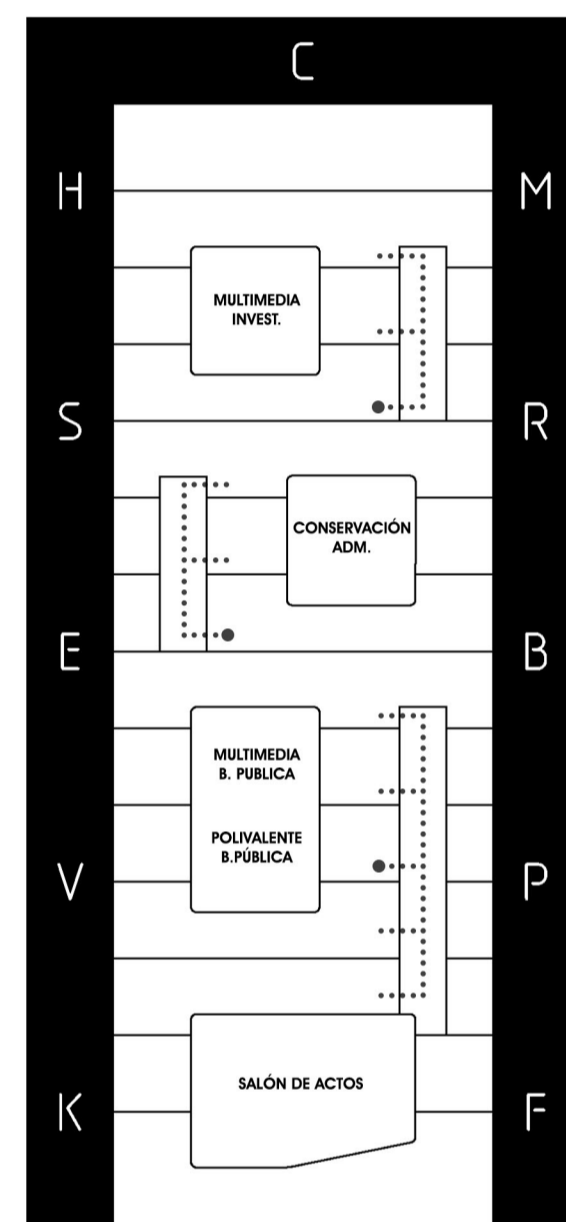 C
H
M
MULTIMEDIA
INVEST.
S
R
CONSERVACIÓN
ADM.
E
B
MULTIMEDIA
B. PUBLICA
POLIVALENTE
B.PÚBLICA
V
P
SALÓN DE ACTOS
K
F